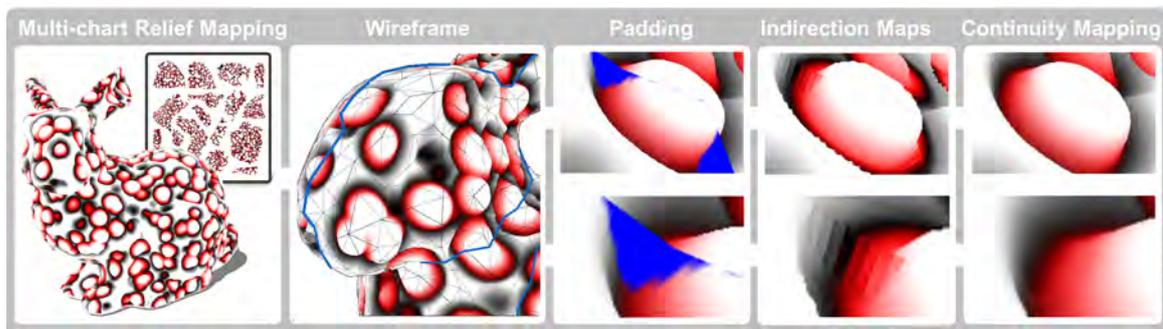 Multi-chart Relief Mapping
Wireframe
Padding
Indirection Maps
Continuity Mapping